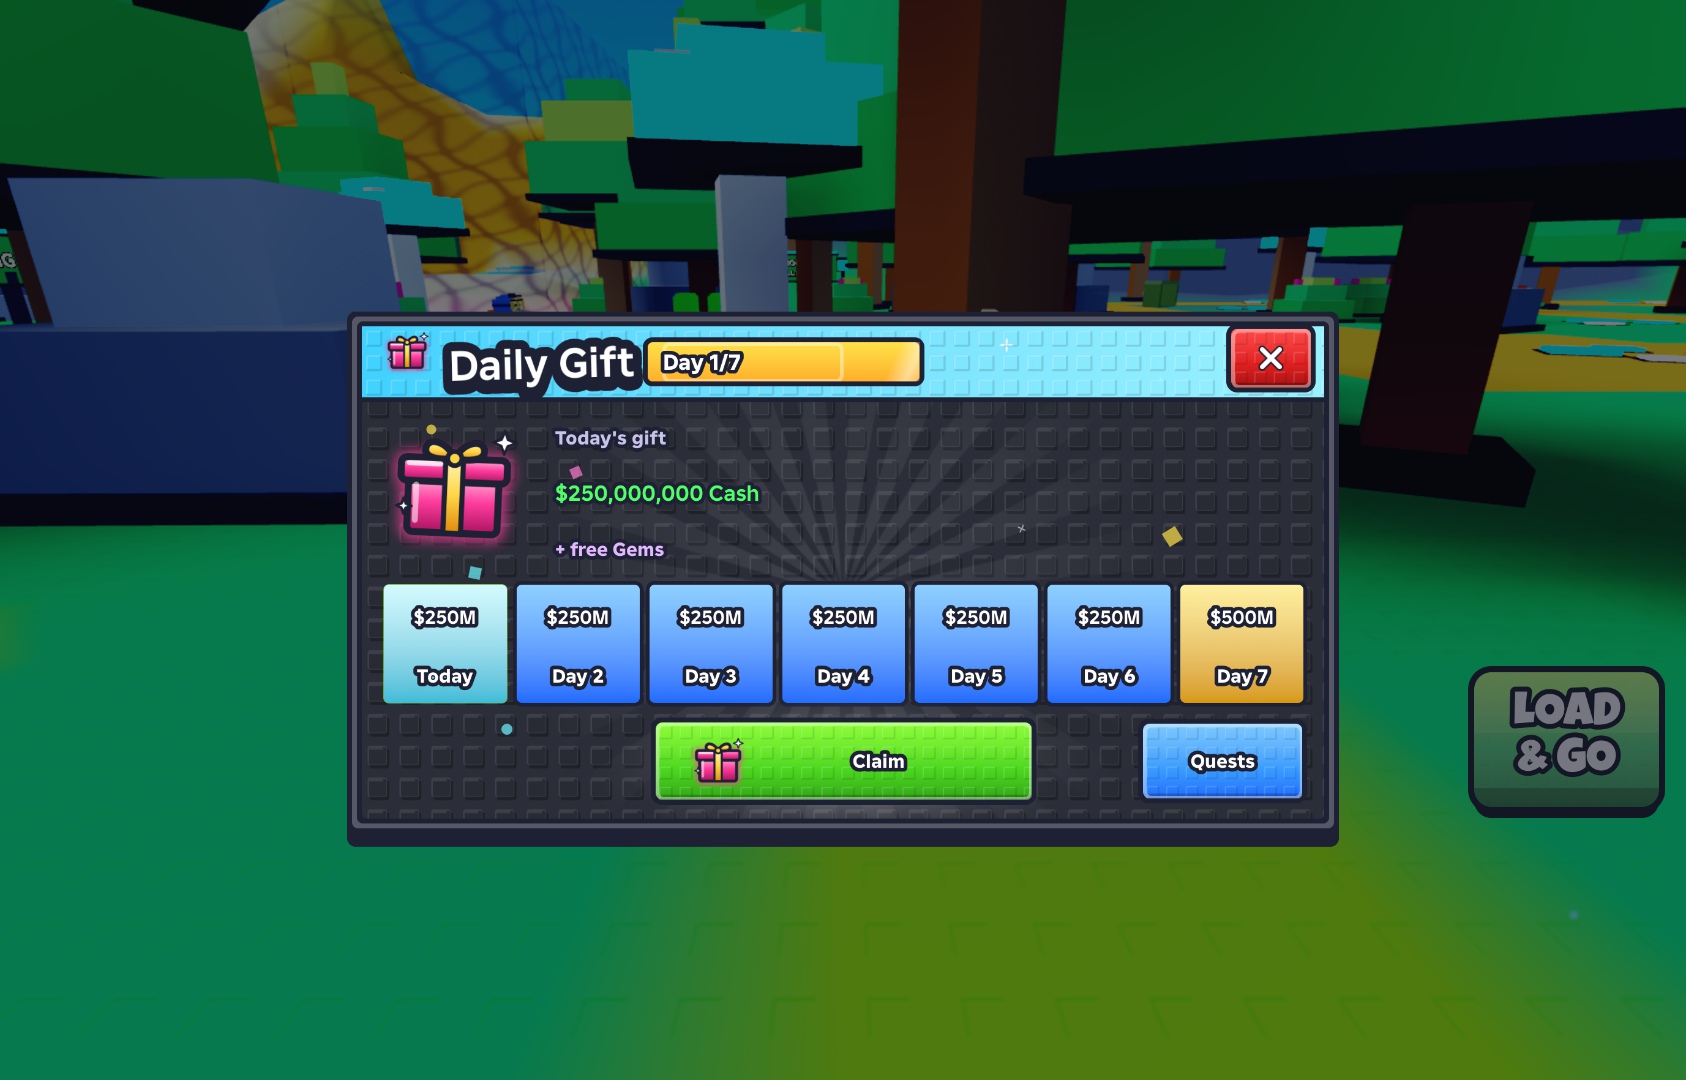 Daily Gift
Day 1/7
Today's gift
$250,000,000 Cash
+ free Gems
$250M
Today
$250M
Day 2
$250M
Day 3
$250M
Day 4
$250M
Day 5
$250M
Day 6
$500M
Day 7
Claim
Quests
LOAD
& GO